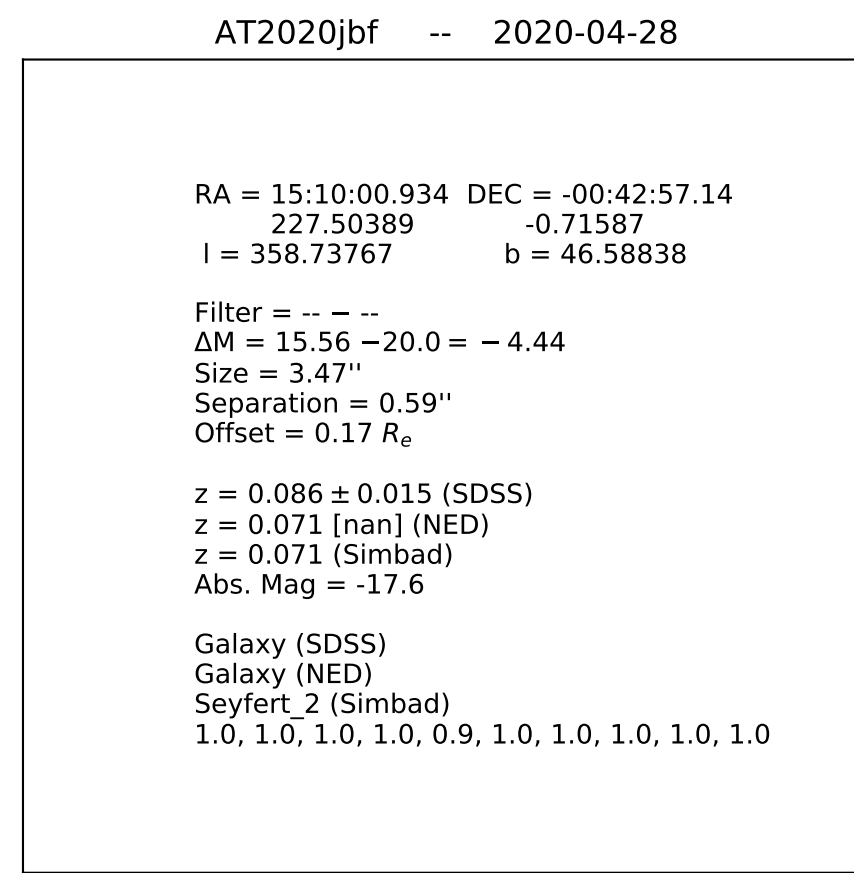 AT2020jbf -- 2020-04-28
RA = 15:10:00.934 DEC = -00:42:57.14
227.50389 -0.71587
l = 358.73767 b = 46.58838
Filter = -- − --
ΔM = 15.56 −20.0 = −4.44
Size = 3.47''
Separation = 0.59''
Offset = 0.17 Rₑ
z = 0.086 ± 0.015 (SDSS)
z = 0.071 [nan] (NED)
z = 0.071 (Simbad)
Abs. Mag = -17.6
Galaxy (SDSS)
Galaxy (NED)
Seyfert_2 (Simbad)
1.0, 1.0, 1.0, 1.0, 0.9, 1.0, 1.0, 1.0, 1.0, 1.0